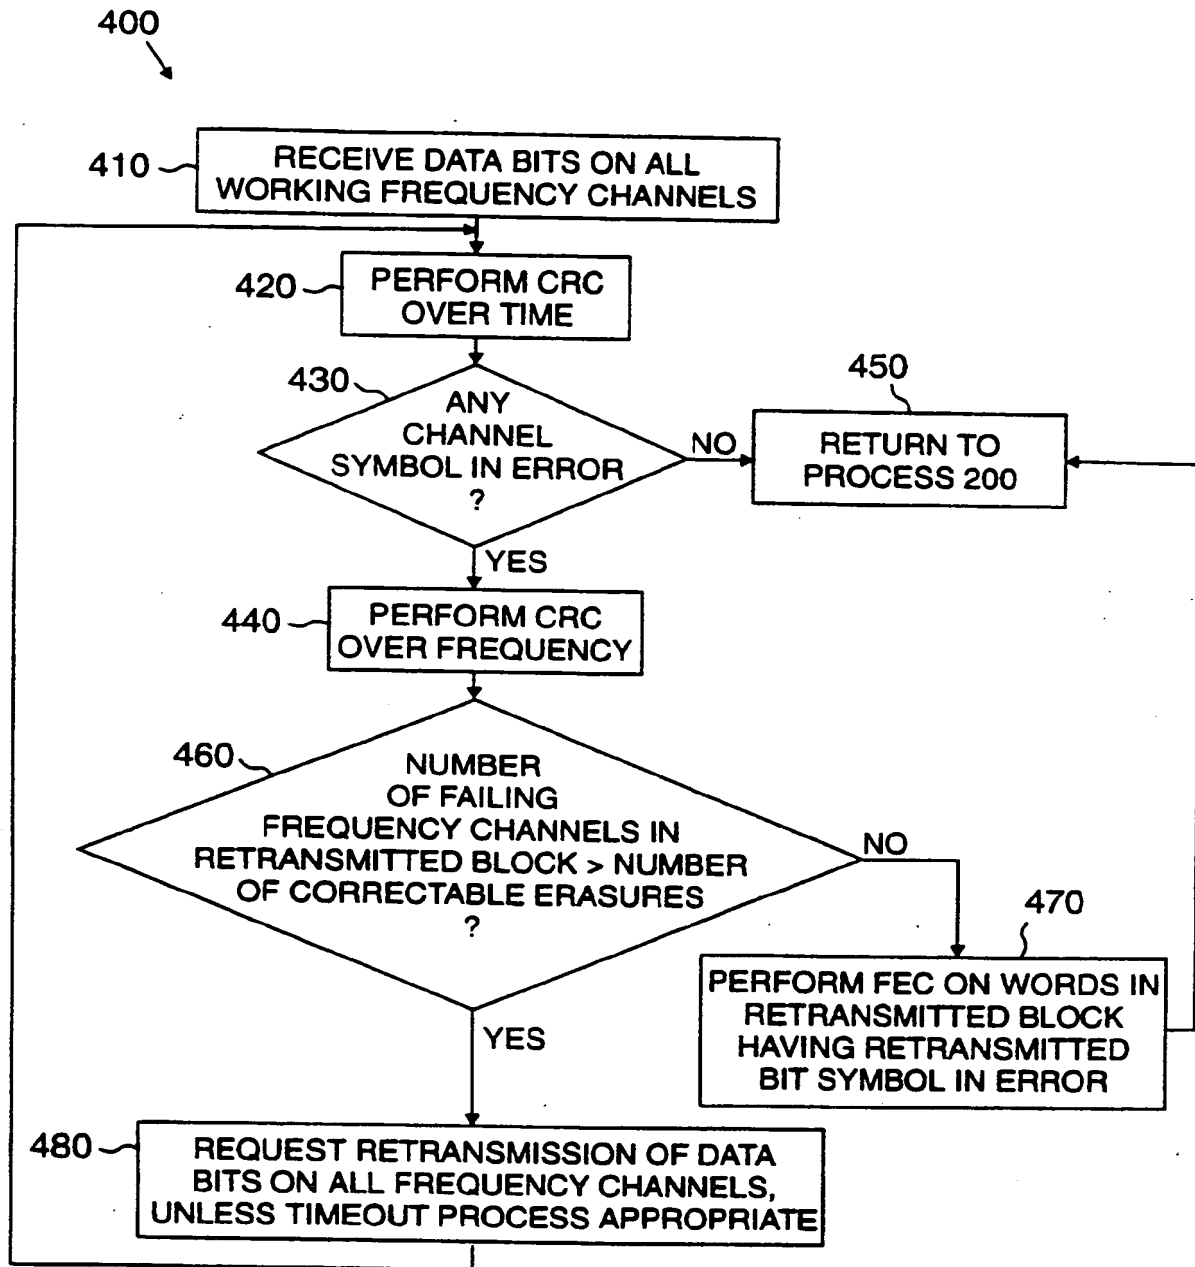 400
410
RECEIVE DATA BITS ON ALL
WORKING FREQUENCY CHANNELS
420
PERFORM CRC
OVER TIME
430
ANY
CHANNEL
SYMBOL IN ERROR
?
NO
450
RETURN TO
PROCESS 200
YES
440
PERFORM CRC
OVER FREQUENCY
460
NUMBER
OF FAILING
FREQUENCY CHANNELS IN
RETRANSMITTED BLOCK > NUMBER
OF CORRECTABLE ERASURES
?
NO
470
PERFORM FEC ON WORDS IN
RETRANSMITTED BLOCK
HAVING RETRANSMITTED
BIT SYMBOL IN ERROR
YES
480
REQUEST RETRANSMISSION OF DATA
BITS ON ALL FREQUENCY CHANNELS,
UNLESS TIMEOUT PROCESS APPROPRIATE